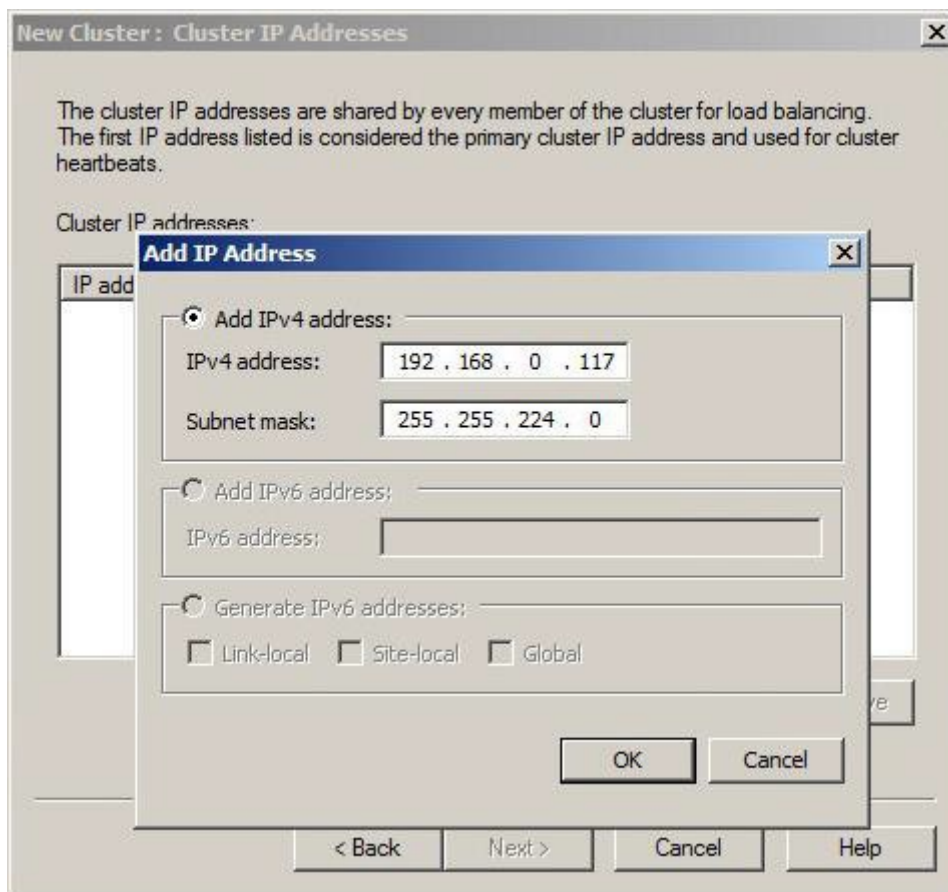 New Cluster : Cluster IP Addresses
The cluster IP addresses are shared by every member of the cluster for load balancing.
The first IP address listed is considered the primary cluster IP address and used for cluster
heartbeats.
Cluster IP addresses:
IP add
Add IP Address
Add IPv4 address:
IPv4 address: 192 . 168 . 0 . 117
Subnet mask: 255 . 255 . 224 . 0
Add IPv6 address:
IPv6 address:
Generate IPv6 addresses:
Link-local Site-local Global
OK Cancel
< Back Next > Cancel Help